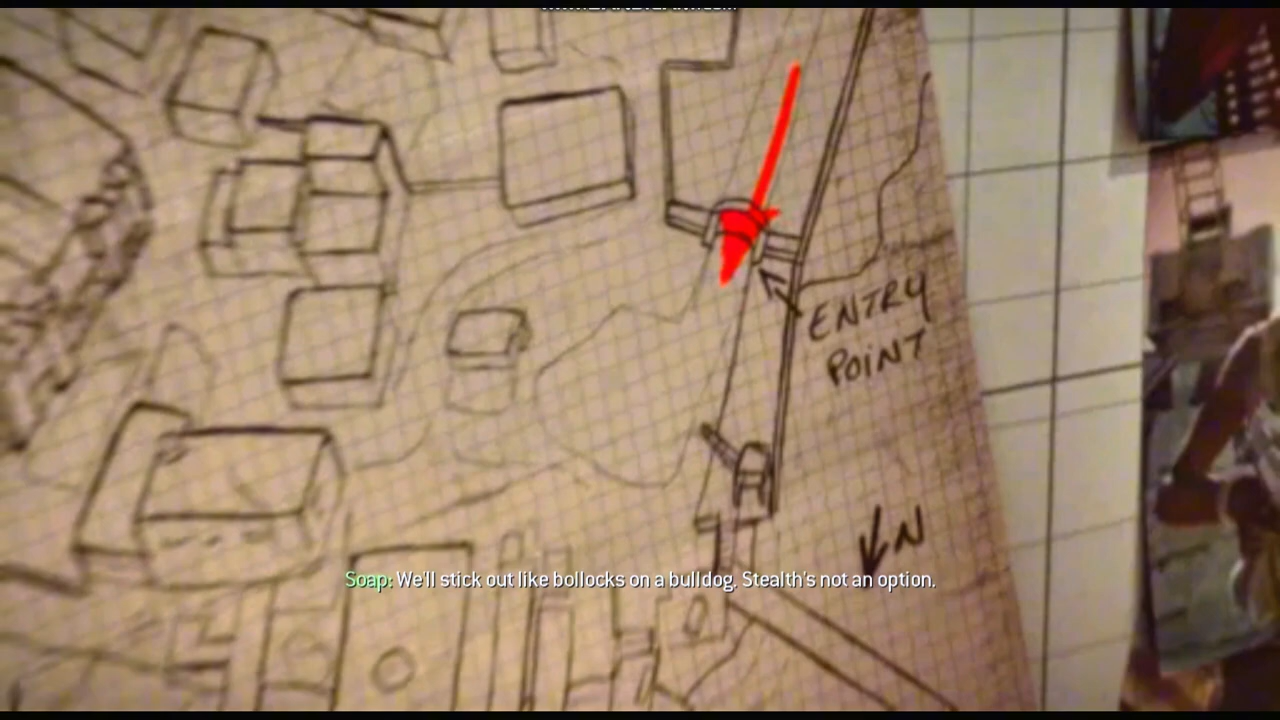 ENTRY
POINT
N
Soap: We'll stick out like bollocks on a bulldog. Stealth's not an option.